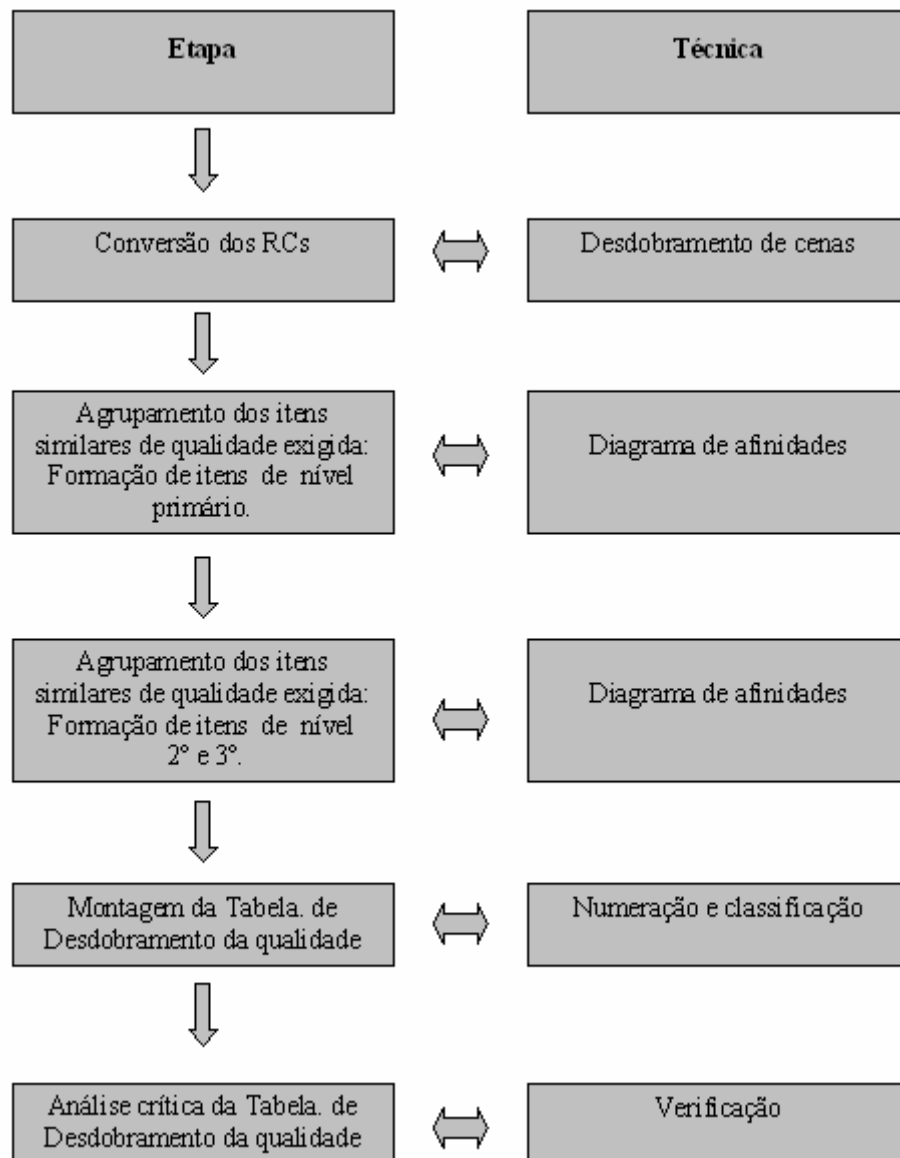 Etapa
Técnica
Conversão dos RCs
Desdobramento de cenas
Agrupamento dos itens
similares de qualidade exigida:
Formação de itens de nível
primário.
Diagrama de afinidades
Agrupamento dos itens
similares de qualidade exigida:
Formação de itens de nível
2º e 3º.
Diagrama de afinidades
Montagem da Tabela. de
Desdobramento da qualidade
Numeração e classificação
Análise crítica da Tabela. de
Desdobramento da qualidade
Verificação